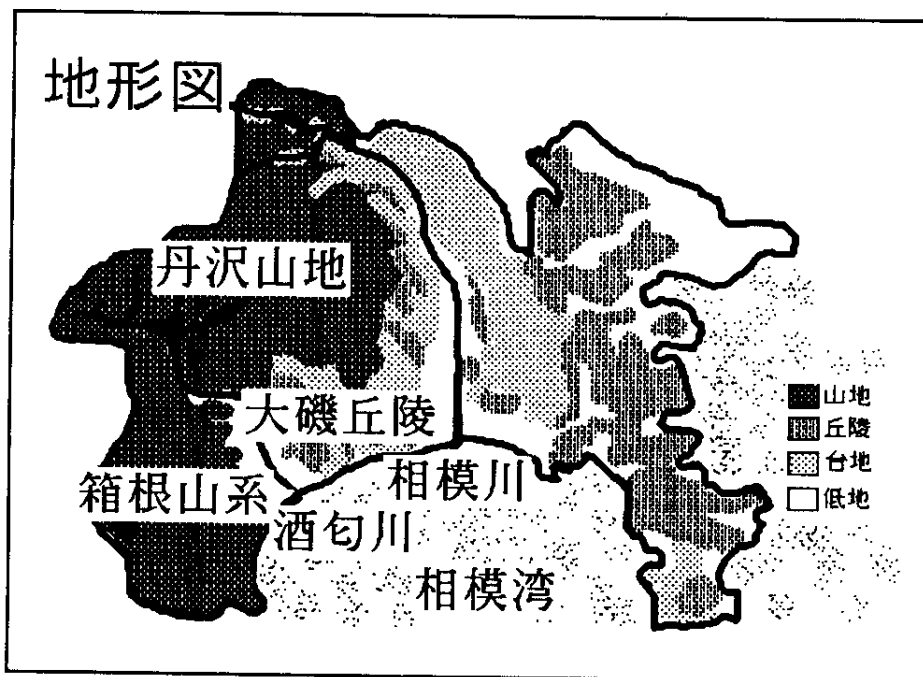 地形図
丹沢山地
大磯丘陵
箱根山系
相模川
酒匂川
相模湾
山地
丘陵
台地
低地